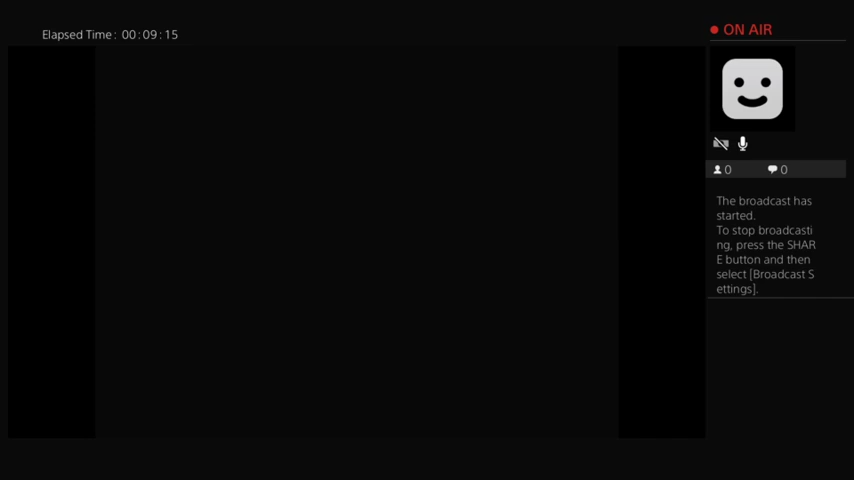 Elapsed Time: 00:09:15
ON AIR
0 0
The broadcast has
started.
To stop broadcasti
ng, press the SHAR
E button and then
select [Broadcast S
ettings].